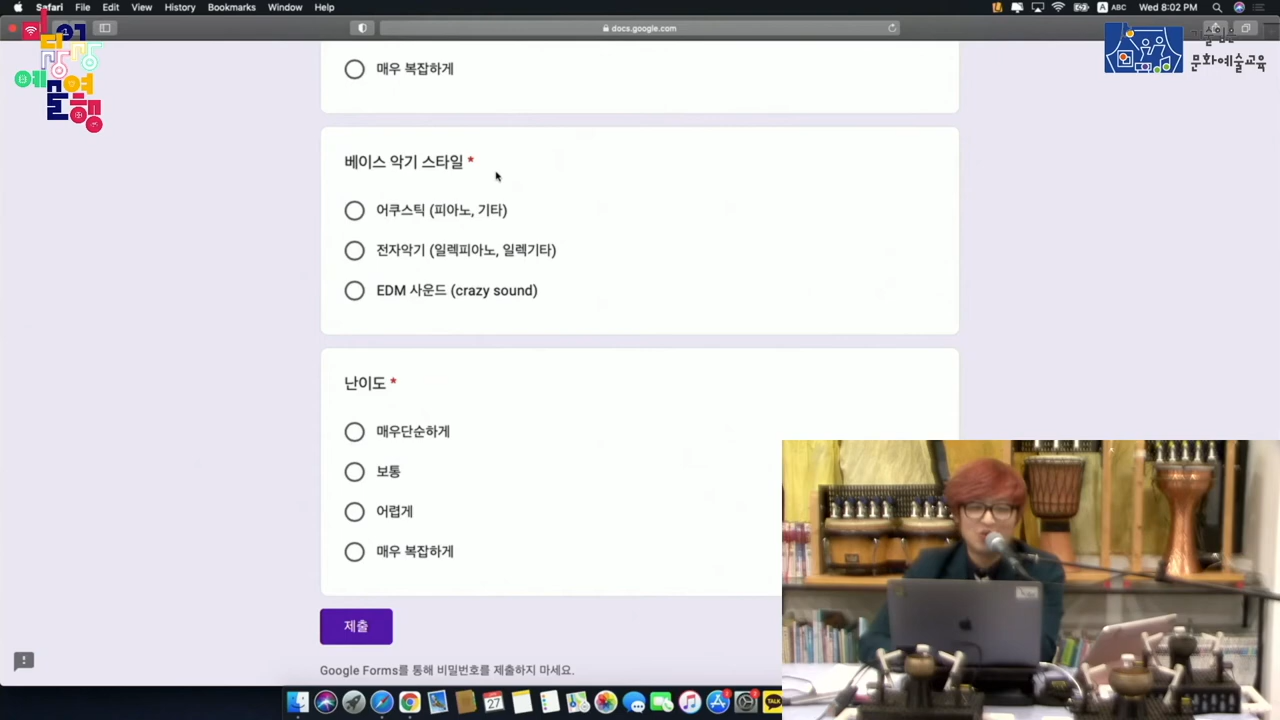 Safari File Edit View History Bookmarks Window Help
ABC Wed 8:02 PM
docs.google.com
문화예술교육
매우 복잡하게
베이스 악기 스타일 *
어쿠스틱 (피아노, 기타)
전자악기 (일렉피아노, 일렉기타)
EDM 사운드 (crazy sound)
난이도 *
매우단순하게
보통
어렵게
매우 복잡하게
제출
Google Forms를 통해 비밀번호를 제출하지 마세요.
27
TALK